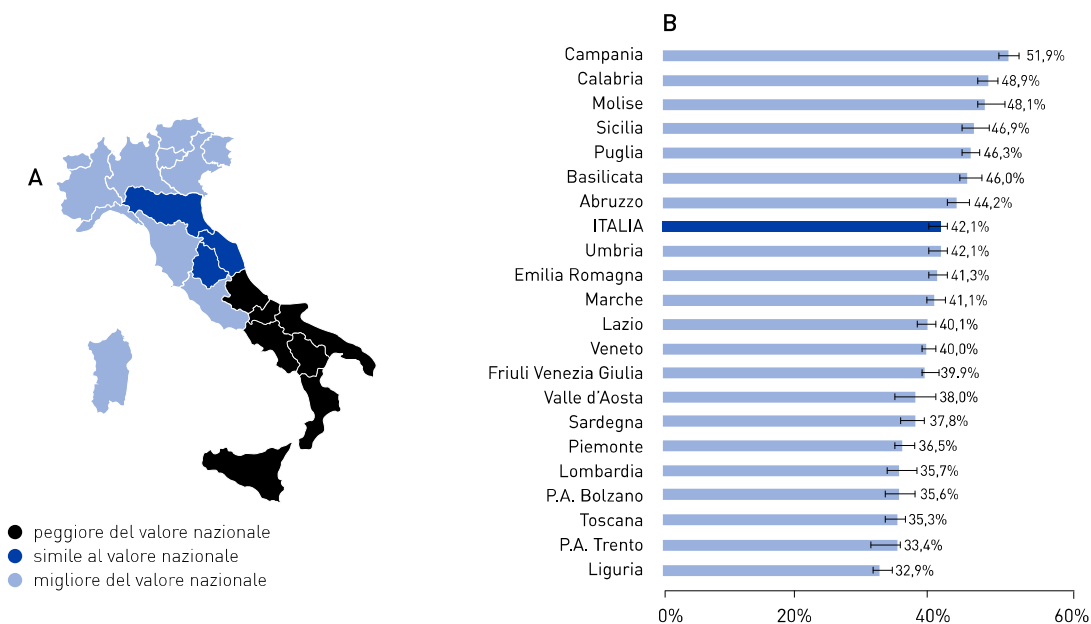 A
peggiore del valore nazionale
simile al valore nazionale
migliore del valore nazionale
B
Campania 51,9%
Calabria 48,9%
Molise 48,1%
Sicilia 46,9%
Puglia 46,3%
Basilicata 46,0%
Abruzzo 44,2%
ITALIA 42,1%
Umbria 42,1%
Emilia Romagna 41,3%
Marche 41,1%
Lazio 40,1%
Veneto 40,0%
Friuli Venezia Giulia 39.9%
Valle d'Aosta 38,0%
Sardegna 37,8%
Piemonte 36,5%
Lombardia 35,7%
P.A. Bolzano 35,6%
Toscana 35,3%
P.A. Trento 33,4%
Liguria 32,9%
0% 20% 40% 60%